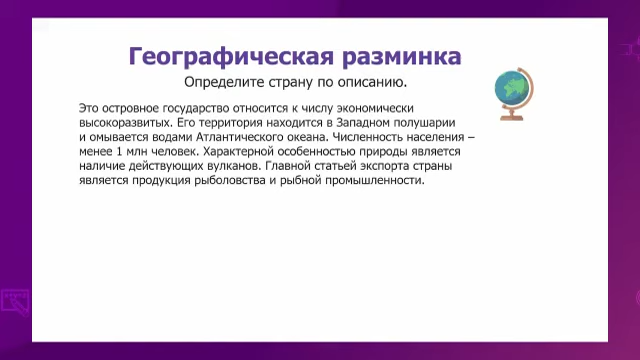 Географическая разминка
Определите страну по описанию.
Это островное государство относится к числу экономически
высокоразвитых. Его территория находится в Западном полушарии
и омывается водами Атлантического океана. Численность населения –
менее 1 млн человек. Характерной особенностью природы является
наличие действующих вулканов. Главной статьей экспорта страны
является продукция рыболовства и рыбной промышленности.